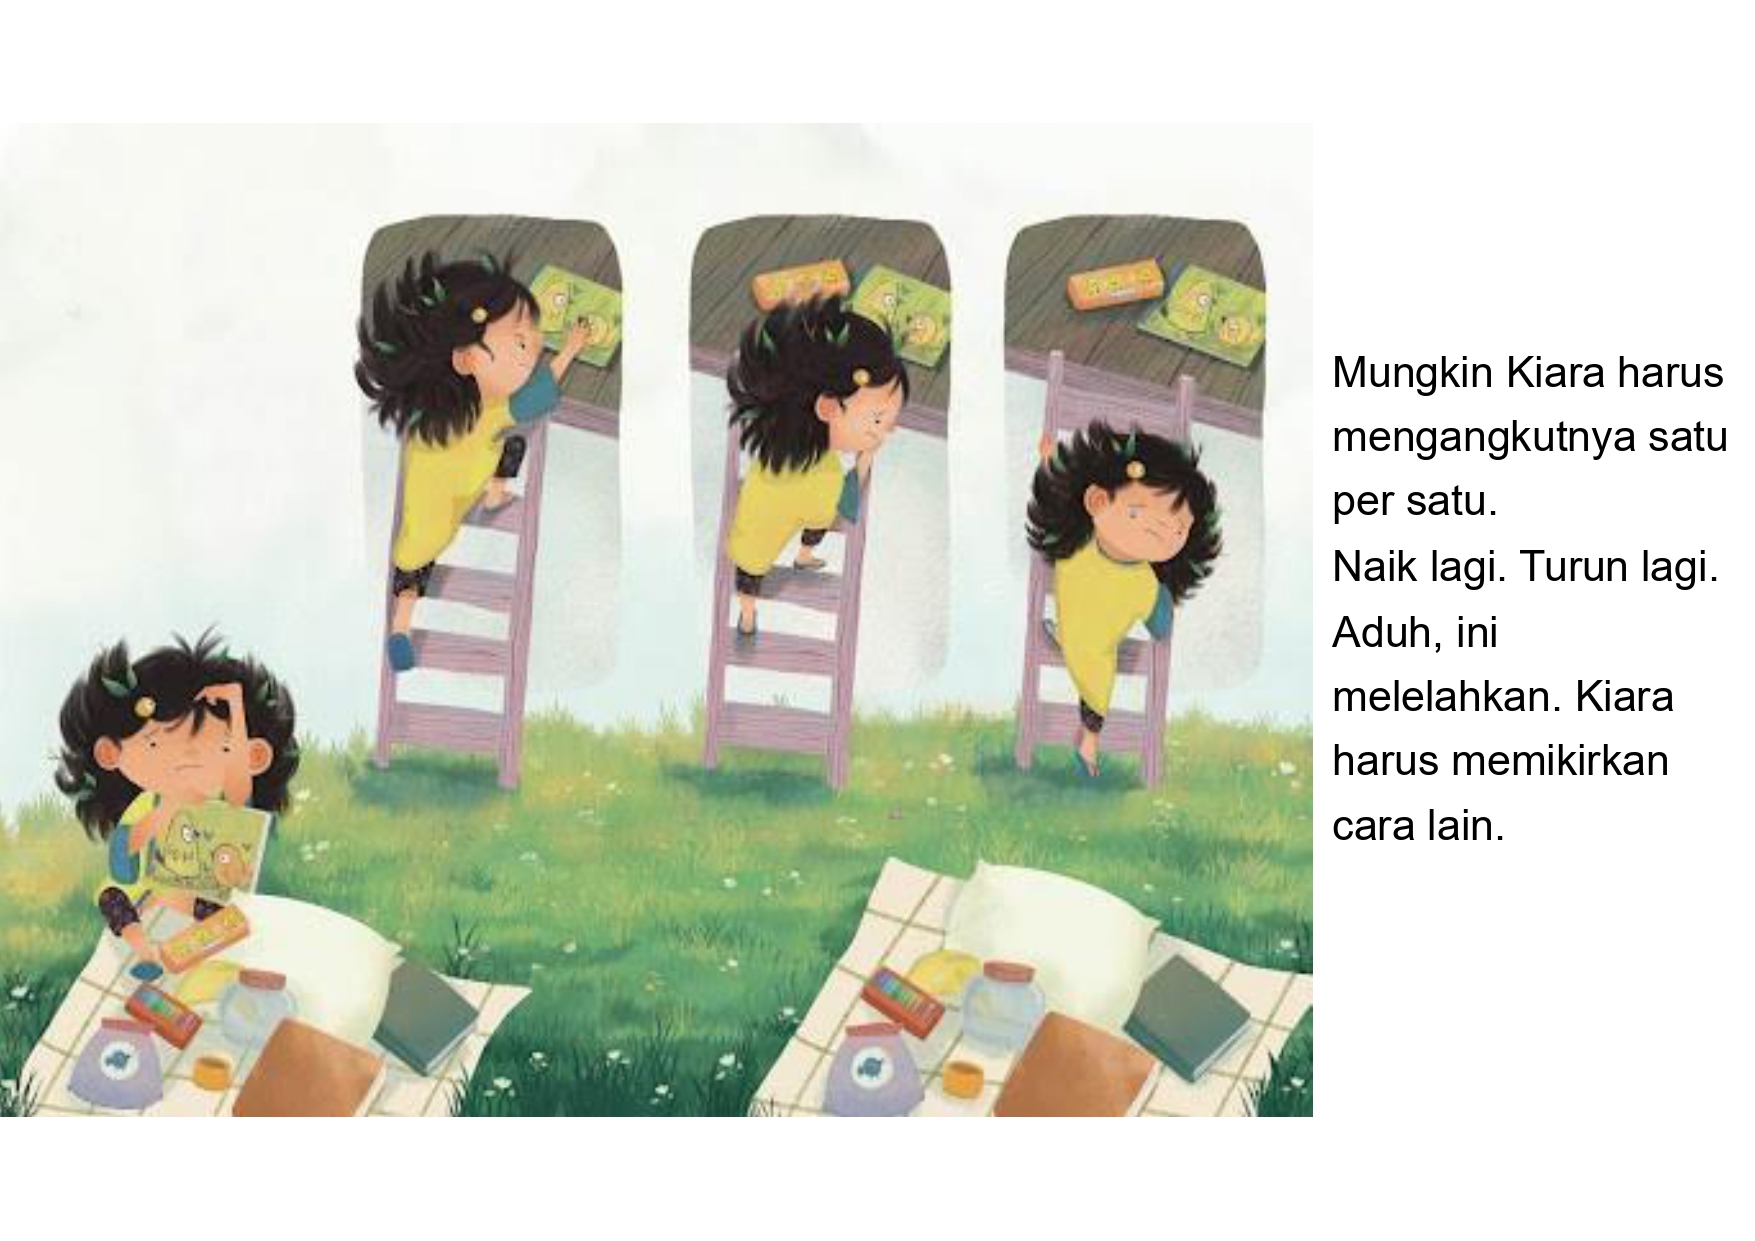 Mungkin Kiara harus
mengangkutnya satu
per satu.
Naik lagi. Turun lagi.
Aduh, ini
melelahkan. Kiara
harus memikirkan
cara lain.